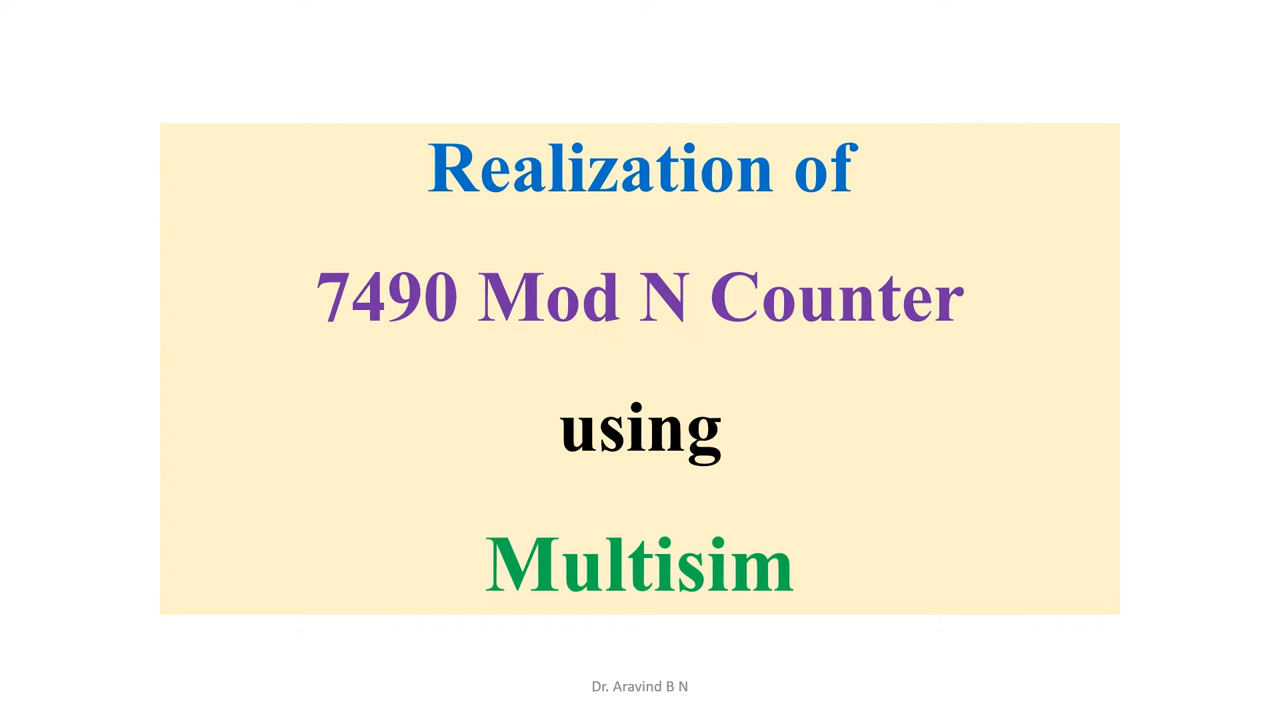 Realization of
7490 Mod N Counter
using
Multisim
Dr. Aravind B N